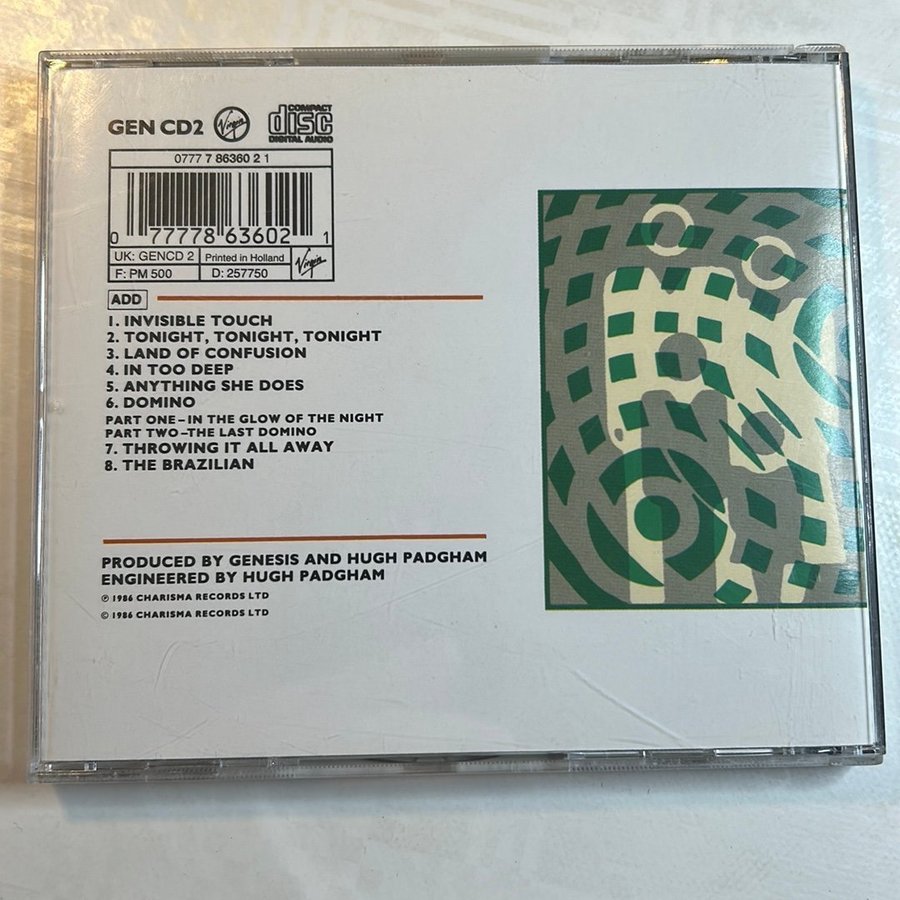 GEN CD2 Virgin COMPACT disc DIGITAL AUDIO
0777 7 86360 2 1
0 77778 63602 1
UK: GENCD 2 Printed in Holland Virgin
F: PM 500 D: 257750
ADD
1. INVISIBLE TOUCH
2. TONIGHT, TONIGHT, TONIGHT
3. LAND OF CONFUSION
4. IN TOO DEEP
5. ANYTHING SHE DOES
6. DOMINO
PART ONE–IN THE GLOW OF THE NIGHT
PART TWO–THE LAST DOMINO
7. THROWING IT ALL AWAY
8. THE BRAZILIAN
PRODUCED BY GENESIS AND HUGH PADGHAM
ENGINEERED BY HUGH PADGHAM
℗ 1986 CHARISMA RECORDS LTD
© 1986 CHARISMA RECORDS LTD